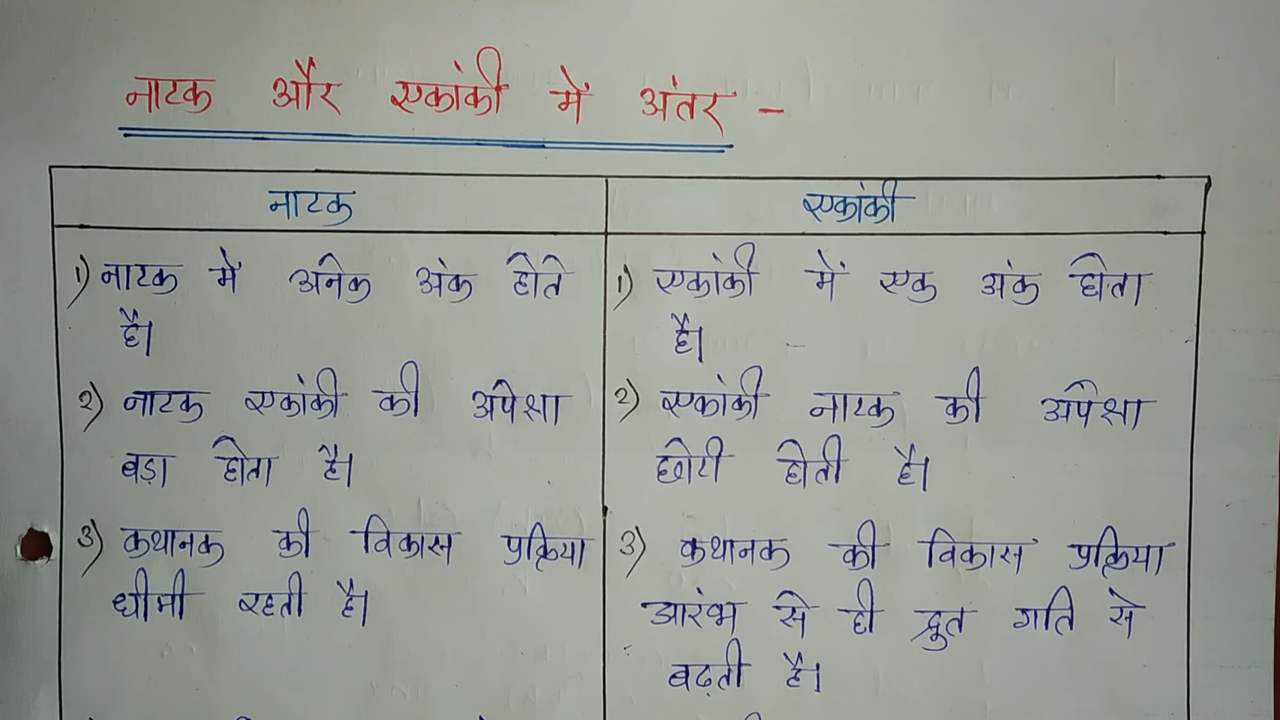 नाटक और एकांकी में अंतर -
नाटक
एकांकी
1) नाटक में अनेक अंक होते
है।
1) एकांकी में एक अंक होता
है।
2) नाटक एकांकी की अपेक्षा
बड़ा होता है।
2) एकांकी नाटक की अपेक्षा
छोटी होती है।
3) कथानक की विकास प्रक्रिया
धीमी रहती है।
3) कथानक की विकास प्रक्रिया
आरंभ से ही द्रुत गति से
बढ़ती है।